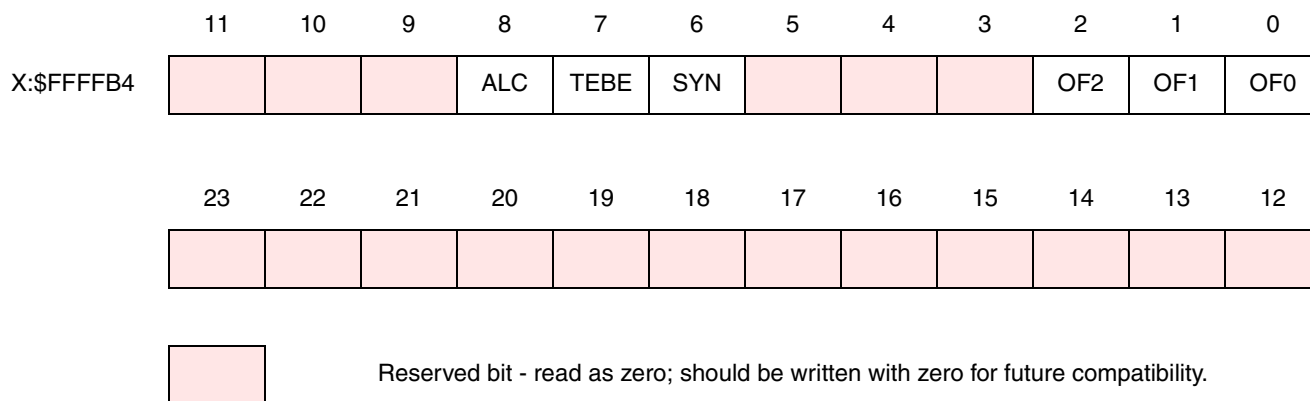 11 10 9 8 7 6 5 4 3 2 1 0
X:$FFFFB4 ALC TEBE SYN OF2 OF1 OF0
23 22 21 20 19 18 17 16 15 14 13 12
Reserved bit - read as zero; should be written with zero for future compatibility.